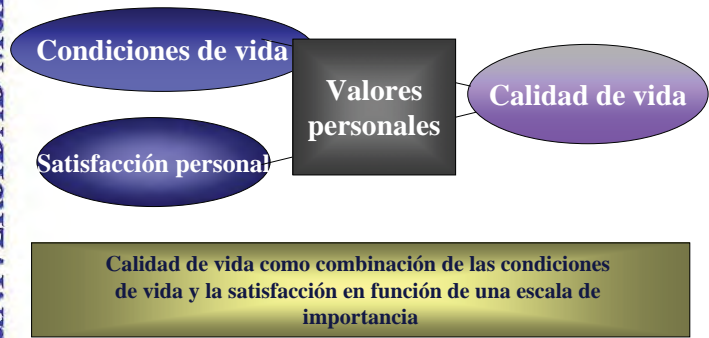 Condiciones de vida
Valores
personales
Calidad de vida
Satisfacción personal
Calidad de vida como combinación de las condiciones
de vida y la satisfacción en función de una escala de
importancia